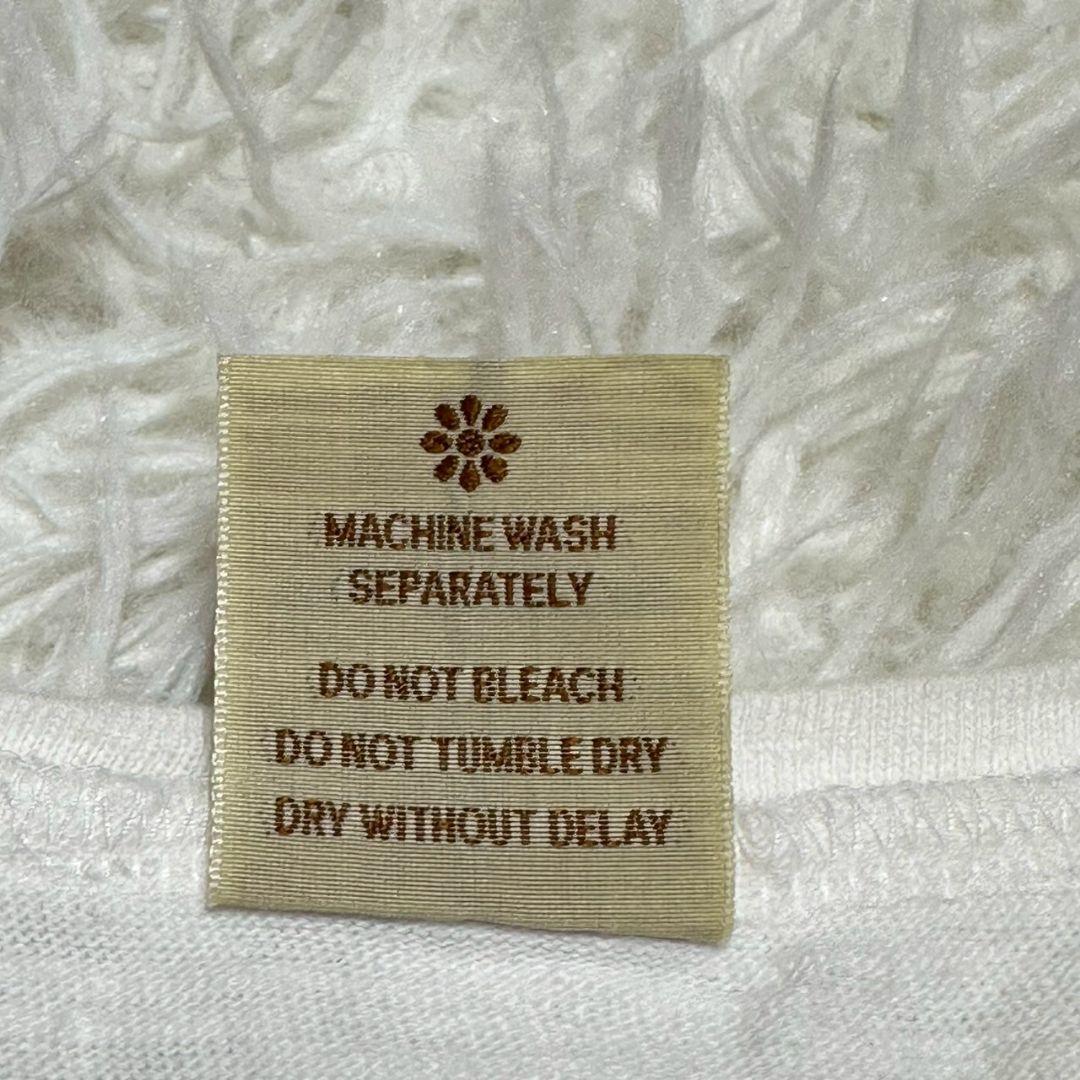 MACHINE WASH
SEPARATELY
DO NOT BLEACH
DO NOT TUMBLE DRY
DRY WITHOUT DELAY